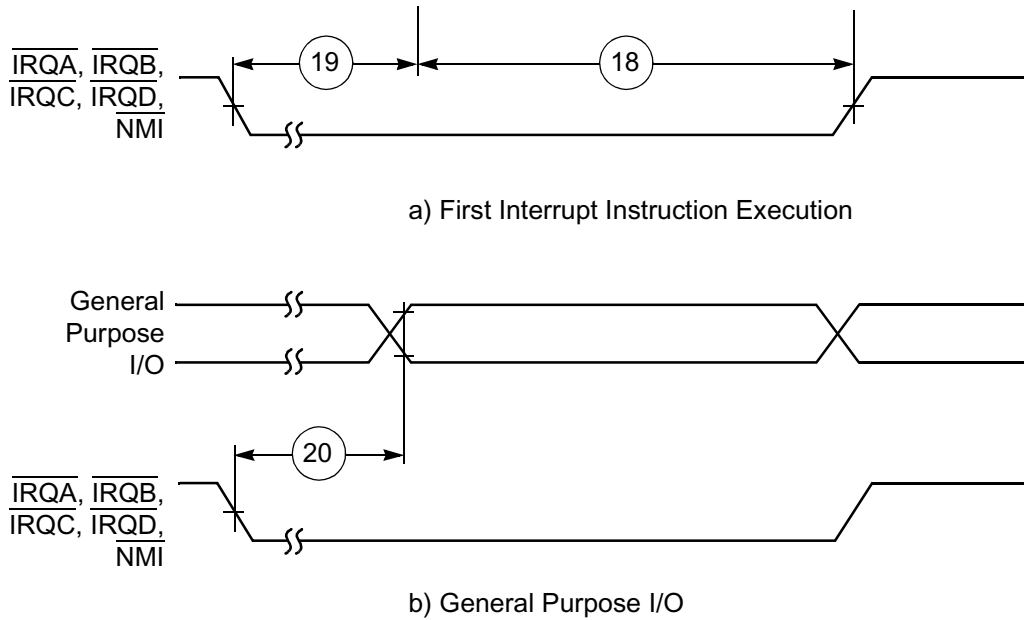 19
18
IRQA, IRQB,
IRQC, IRQD,
NMI
a) First Interrupt Instruction Execution
General
Purpose
I/O
20
IRQA, IRQB,
IRQC, IRQD,
NMI
b) General Purpose I/O